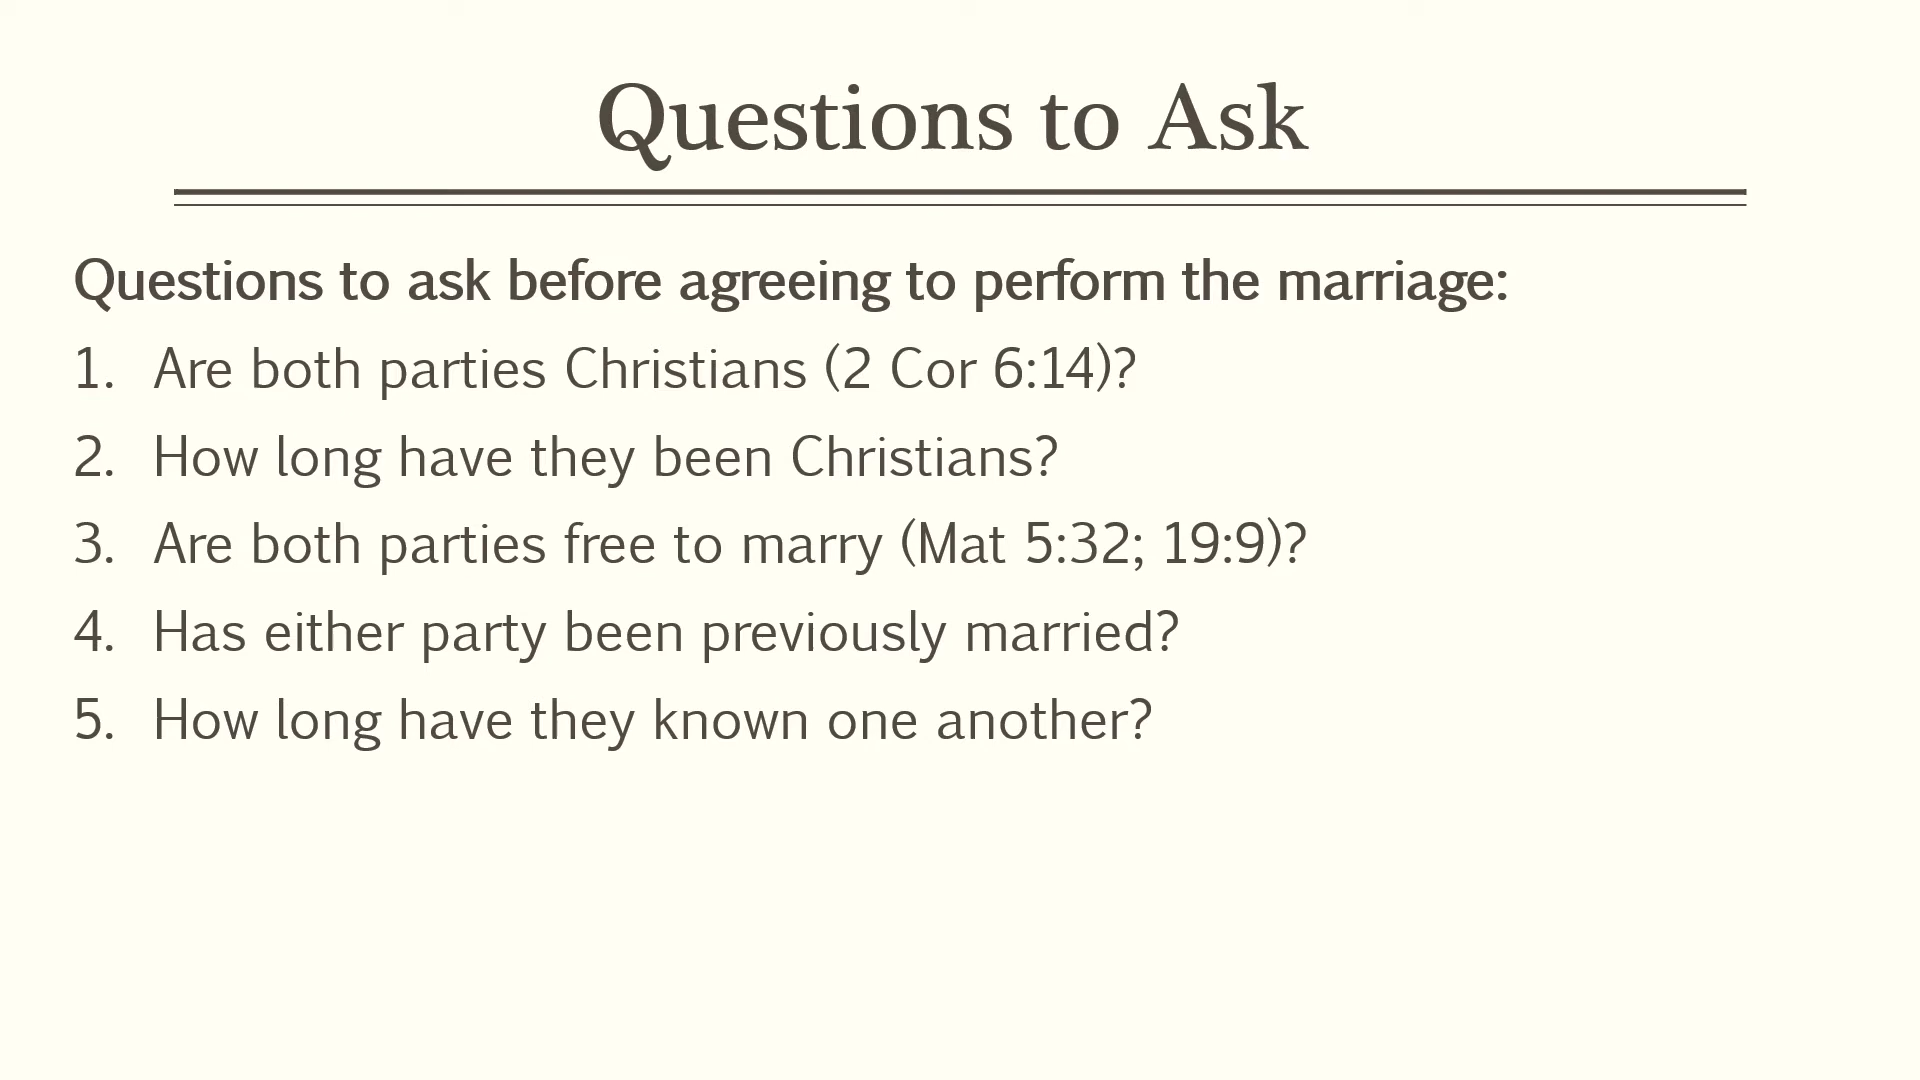 Questions to Ask
Questions to ask before agreeing to perform the marriage:
1. Are both parties Christians (2 Cor 6:14)?
2. How long have they been Christians?
3. Are both parties free to marry (Mat 5:32; 19:9)?
4. Has either party been previously married?
5. How long have they known one another?